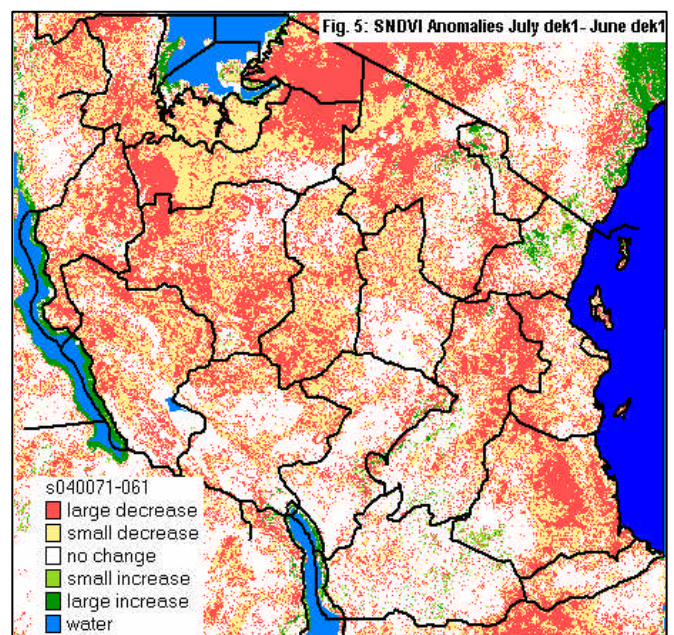 Fig. 5: SNDVI Anomalies July dek1- June dek1
s040071-061
large decrease
small decrease
no change
small increase
large increase
water